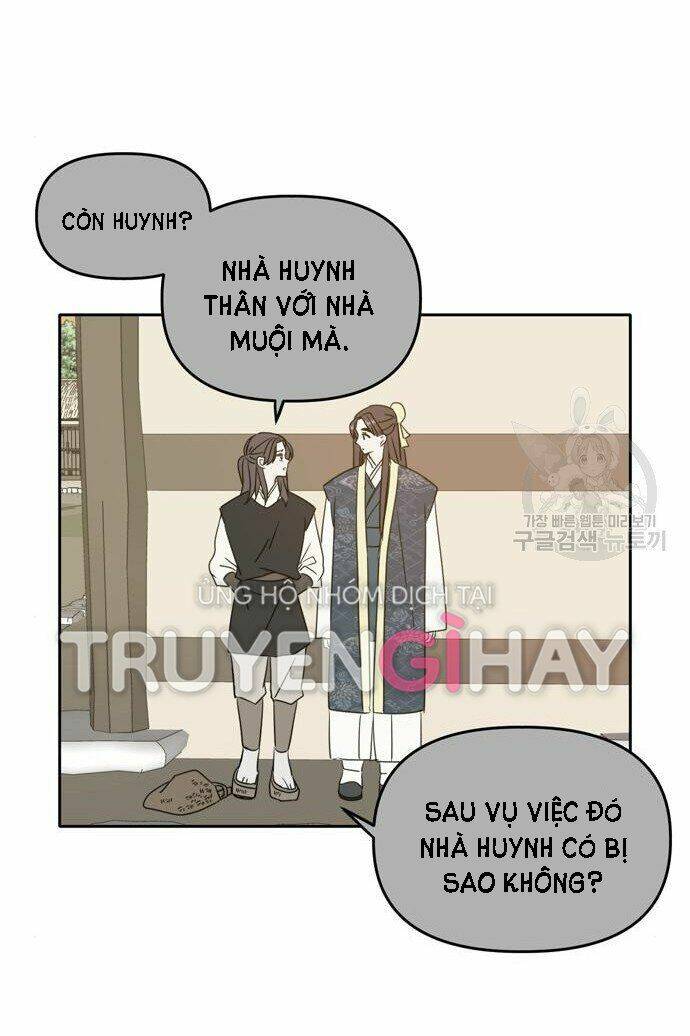 CÒN HUYNH?
NHÀ HUYNH
THÂN VỚI NHÀ
MUỘI MÀ.
가장 빠른 웹툰 미리보기
구글검색 뉴토끼
ỦNG HỘ NHÓM DỊCH TẠI
TRUYENGIHAY
SAU VỤ VIỆC ĐÓ
NHÀ HUYNH CÓ BỊ
SAO KHÔNG?